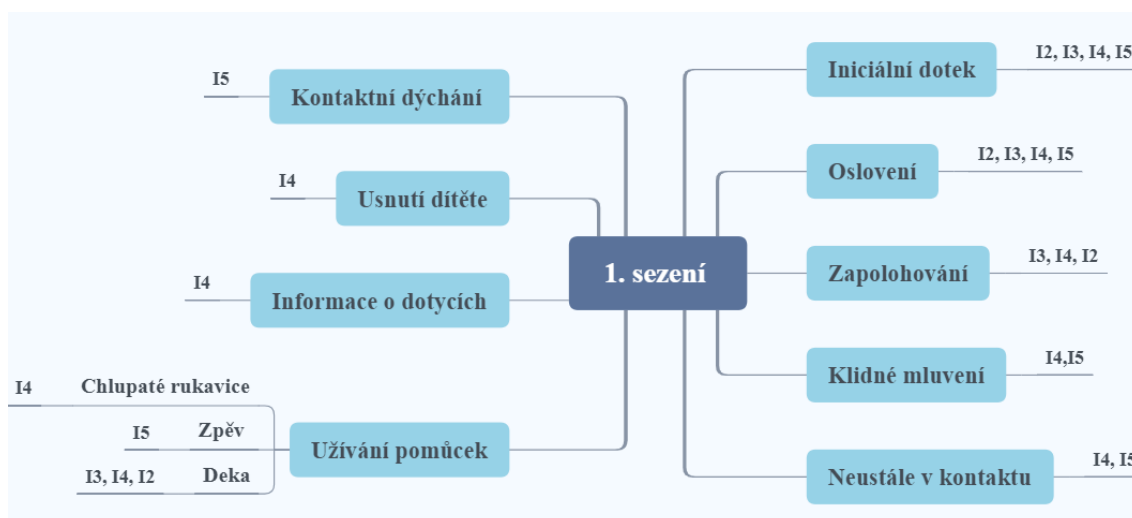 1. sezení
Iniciální dotek
I2, I3, I4, I5
Oslovení
I2, I3, I4, I5
Zapolohování
I3, I4, I2
Klidné mluvení
I4,I5
Neustále v kontaktu
I4, I5
Kontaktní dýchání
I5
Usnutí dítěte
I4
Informace o dotycích
I4
Užívání pomůcek
Chlupaté rukavice
I4
Zpěv
I5
Deka
I3, I4, I2